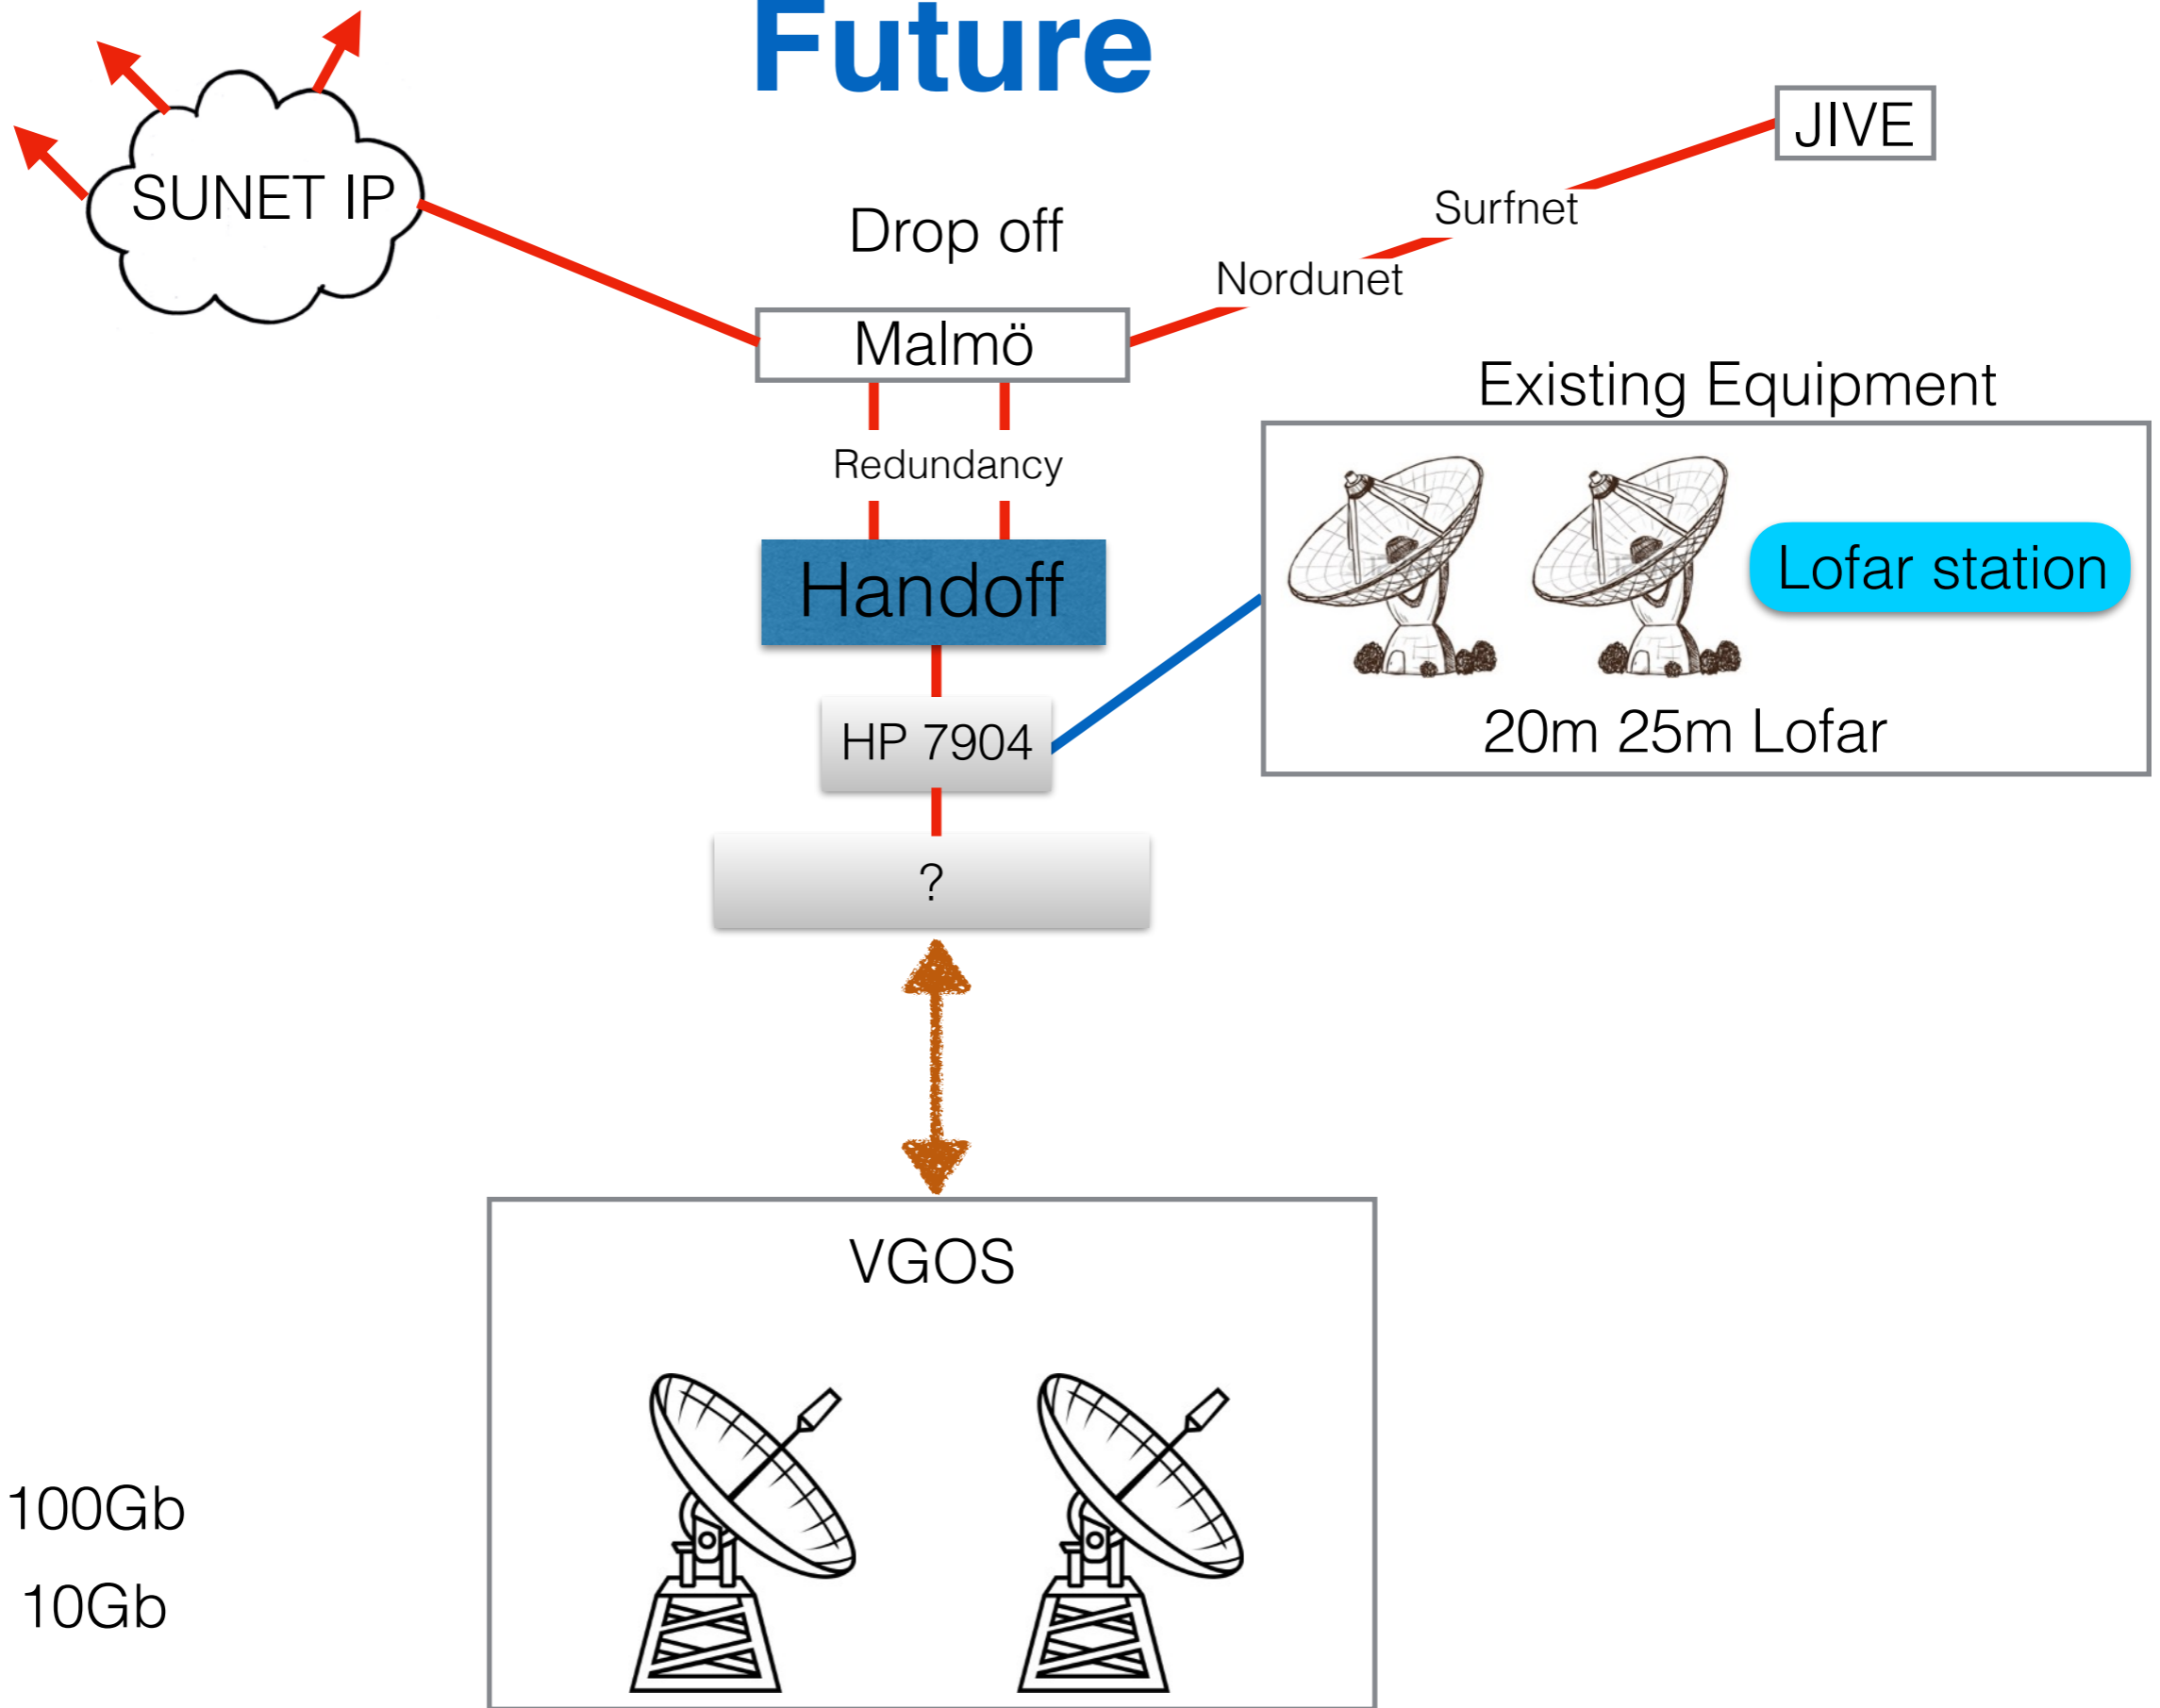 Future
JIVE
SUNET IP
Surfnet
Drop off
Nordunet
Malmö
Existing Equipment
Redundancy
Lofar station
Handoff
20m 25m Lofar
HP 7904
?
VGOS
100Gb
10Gb